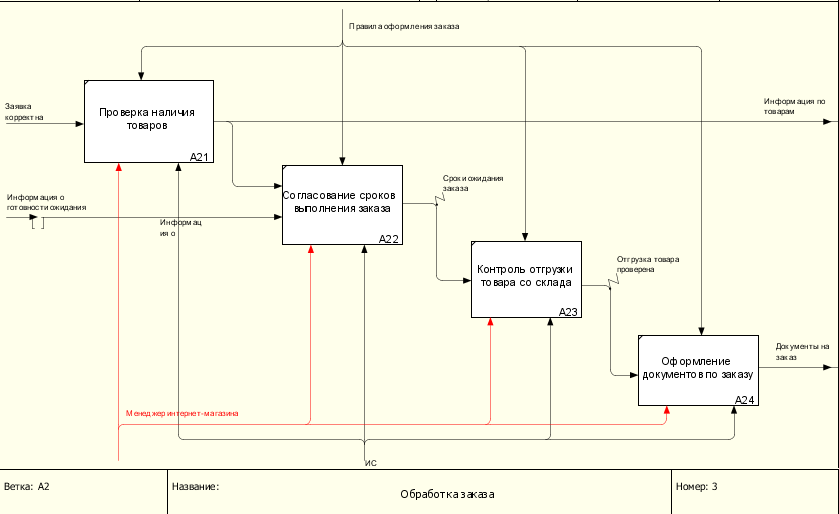 Правила оформления заказа
Заявка
корректна
Проверка наличия
товаров
A21
Информация по
товарам
Информация о
готовности ожидания
Информац
ия о
Согласование сроков
выполнения заказа
A22
Сроки ожидания
заказа
Контроль отгрузки
товара со склада
A23
Отгрузка товара
проверена
Оформление
документов по заказу
A24
Документы на
заказ
Менеджер интернет-магазина
ИС
Ветка: A2
Название:
Обработка заказа
Номер: 3